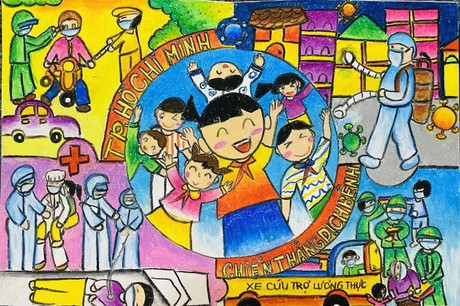 TP HỒ CHÍ MINH
CHIẾN THẮNG DỊCH BỆNH
XE CỨU TRỢ LƯƠNG THỰC